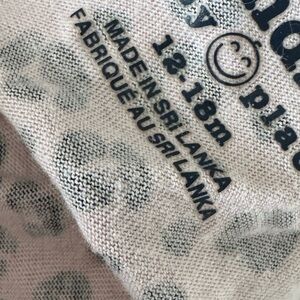 12-18m
MADE IN SRI LANKA
FABRIQUÉ AU SRI LANKA